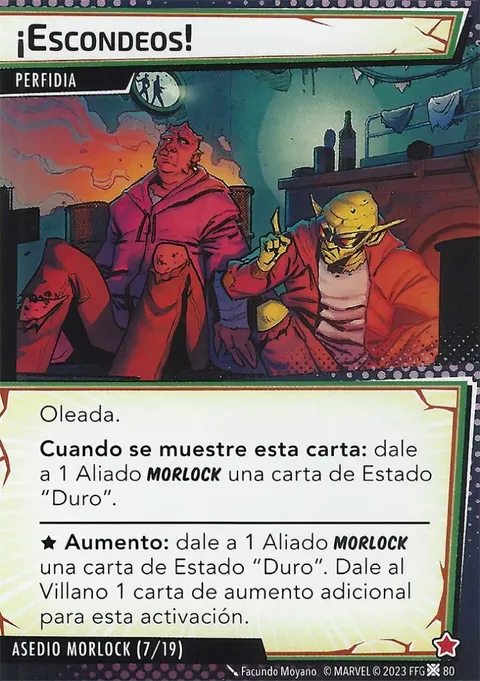 ¡Escondeos!
PERFIDIA
Oleada.
Cuando se muestre esta carta: dale
a 1 Aliado MORLOCK una carta de Estado
“Duro”.
★ Aumento: dale a 1 Aliado MORLOCK
una carta de Estado “Duro”. Dale al
Villano 1 carta de aumento adicional
para esta activación.
ASEDIO MORLOCK (7/19)
Facundo Moyano © MARVEL © 2023 FFG 80